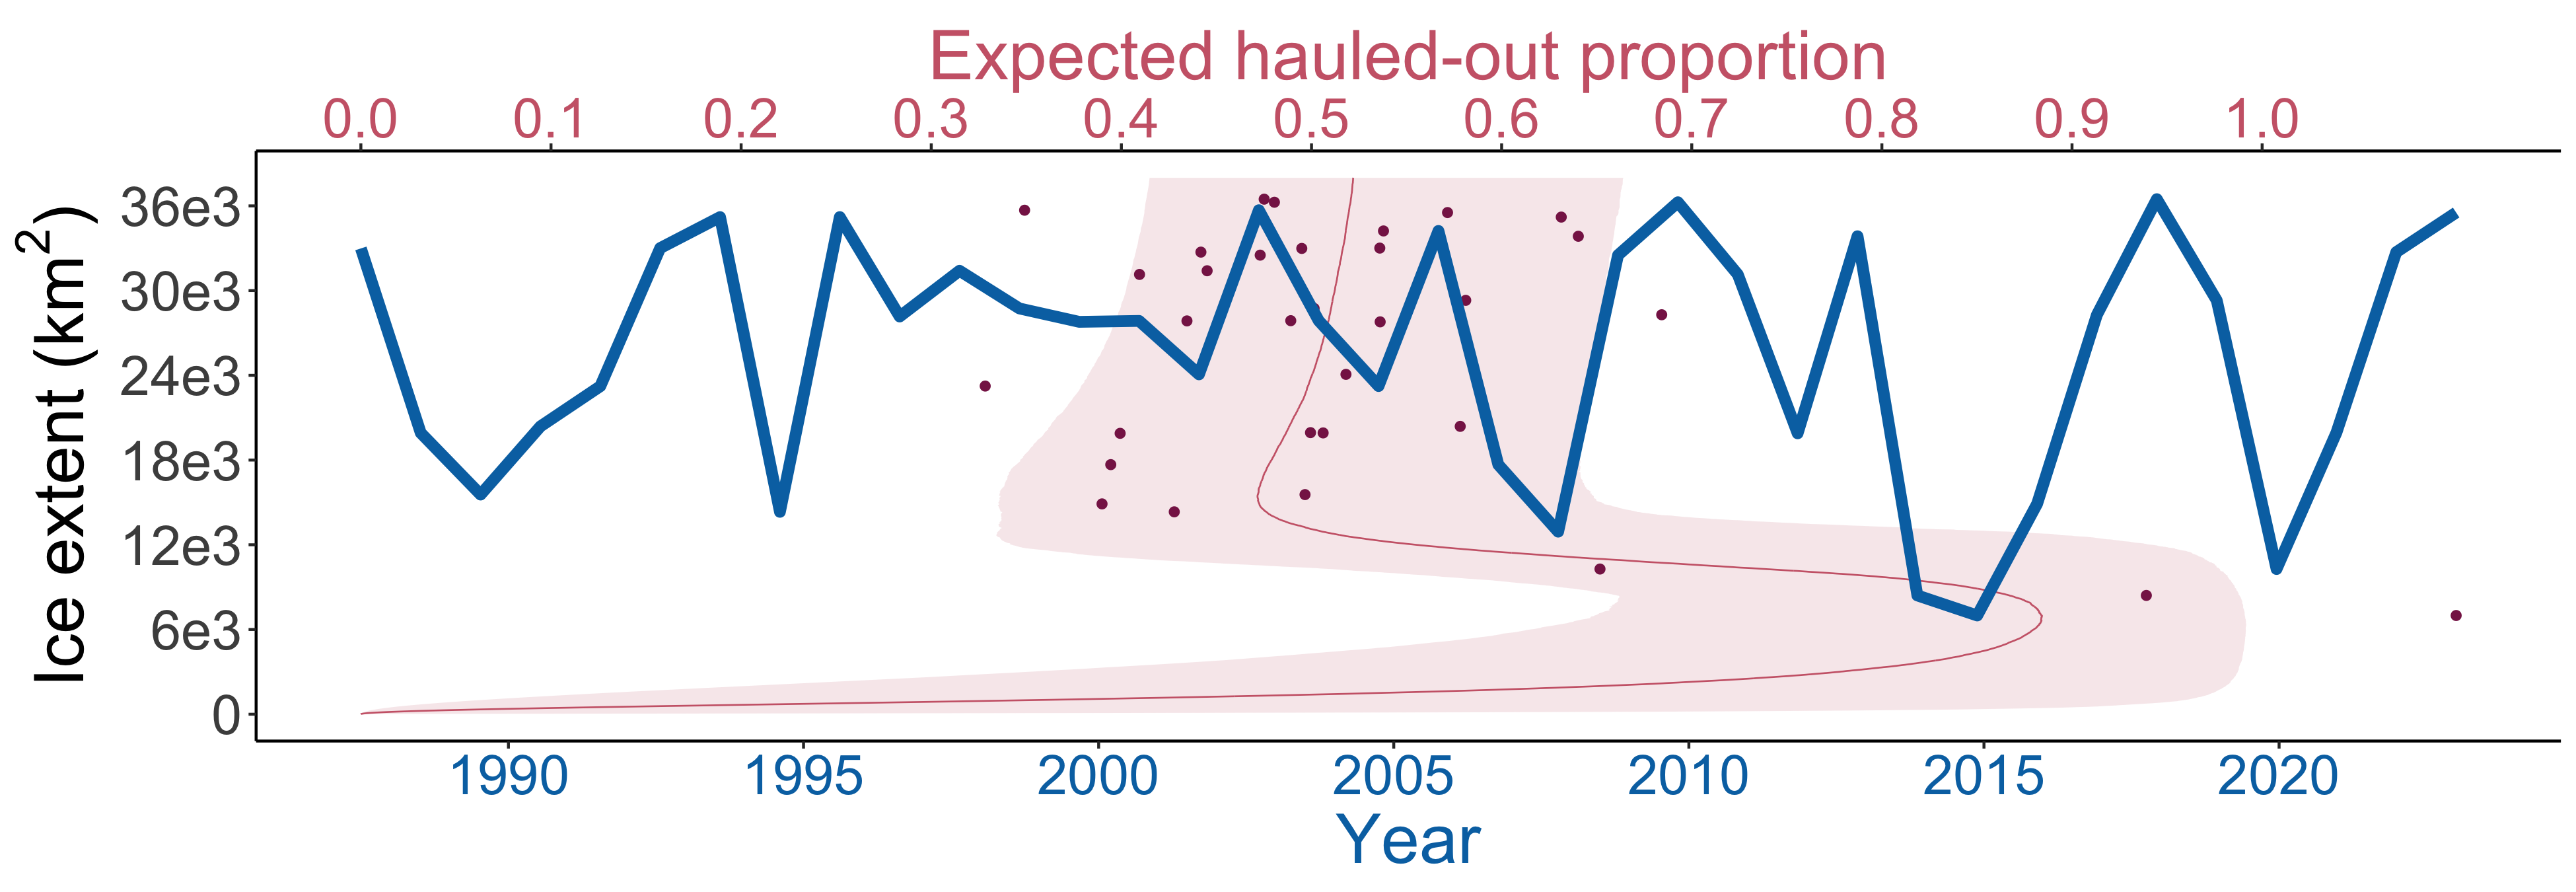 Expected hauled-out proportion
0.0 0.1 0.2 0.3 0.4 0.5 0.6 0.7 0.8 0.9 1.0
Ice extent (km²)
36e3
30e3
24e3
18e3
12e3
6e3
0
1990 1995 2000 2005 2010 2015 2020
Year